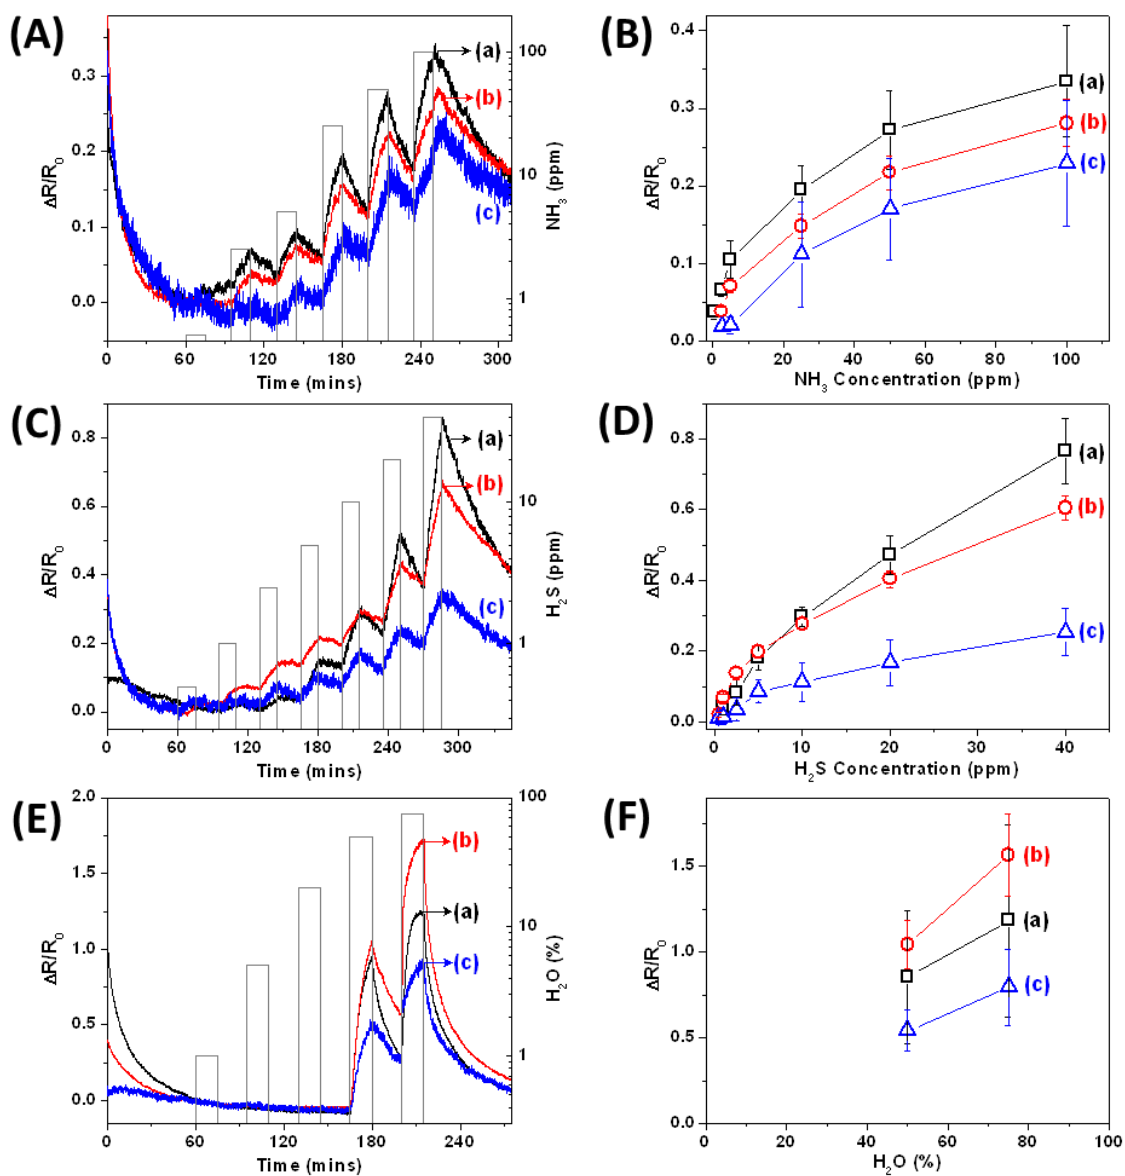 (A)
0.3
0.2
0.1
0.0
ΔR/R0
(a)
(b)
(c)
100
10
1
NH3 (ppm)
0 60 120 180 240 300
Time (mins)
(B)
0.4
0.3
0.2
0.1
0.0
ΔR/R0
(a)
(b)
(c)
0 20 40 60 80 100
NH3 Concentration (ppm)
(C)
0.8
0.6
0.4
0.2
0.0
ΔR/R0
(a)
(b)
(c)
10
1
H2S (ppm)
0 60 120 180 240 300
Time (mins)
(D)
0.8
0.6
0.4
0.2
0.0
ΔR/R0
(a)
(b)
(c)
0 10 20 30 40
H2S Concentration (ppm)
(E)
2.0
1.5
1.0
0.5
0.0
ΔR/R0
(b)
(a)
(c)
100
10
1
H2O (%)
0 60 120 180 240
Time (mins)
(F)
1.5
1.0
0.5
0.0
ΔR/R0
(b)
(a)
(c)
0 20 40 60 80 100
H2O (%)